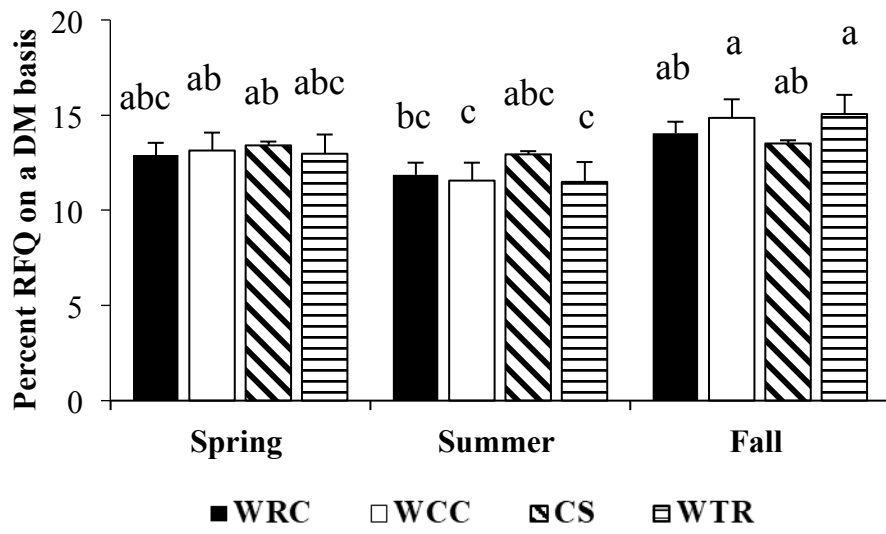 Percent RFQ on a DM basis
20
15
10
5
0
abc ab ab abc
bc c abc c
ab a ab a
Spring Summer Fall
WRC WCC CS WTR